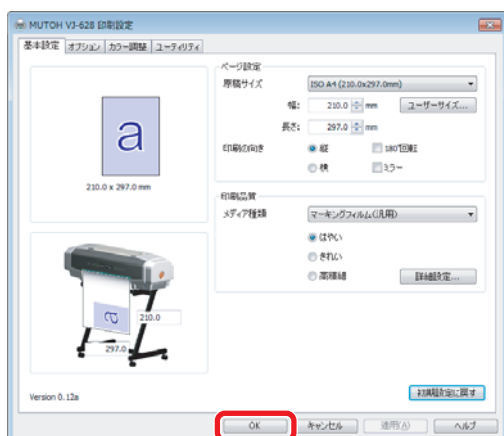 MUTOH VJ-628 印刷設定
基本設定 オプション カラー調整 ユーティリティ
a
210.0 x 297.0 mm
ページ設定
原稿サイズ ISO A4 (210.0x297.0mm)
幅: 210.0 mm ユーザーサイズ...
長さ: 297.0 mm
印刷の向き 縦 180°回転
横 ミラー
印刷品質
メディア種類 マーキングフィルム(汎用)
はやい
きれい
高精細 詳細設定...
a
210.0
297.0
Version 0.12a
初期設定に戻す
OK キャンセル 適用(A) ヘルプ